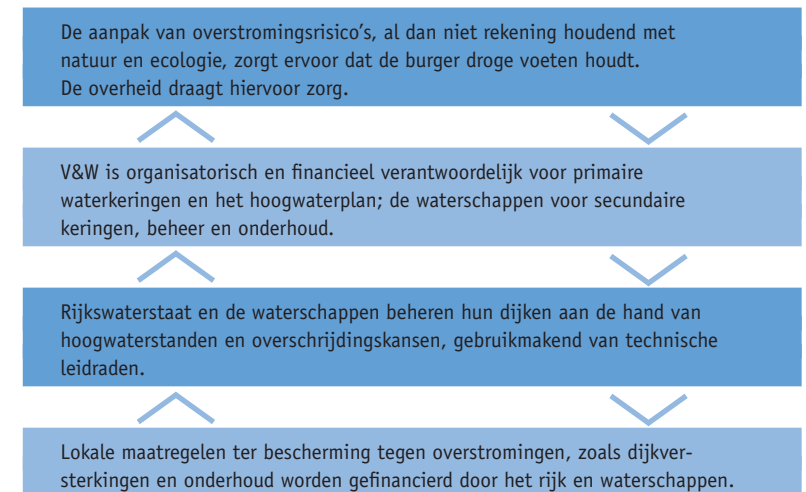 De aanpak van overstromingsrisico’s, al dan niet rekening houdend met
natuur en ecologie, zorgt ervoor dat de burger droge voeten houdt.
De overheid draagt hiervoor zorg.
V&W is organisatorisch en financieel verantwoordelijk voor primaire
waterkeringen en het hoogwaterplan; de waterschappen voor secundaire
keringen, beheer en onderhoud.
Rijkswaterstaat en de waterschappen beheren hun dijken aan de hand van
hoogwaterstanden en overschrijdingskansen, gebruikmakend van technische
leidraden.
Lokale maatregelen ter bescherming tegen overstromingen, zoals dijkver-
sterkingen en onderhoud worden gefinancierd door het rijk en waterschappen.